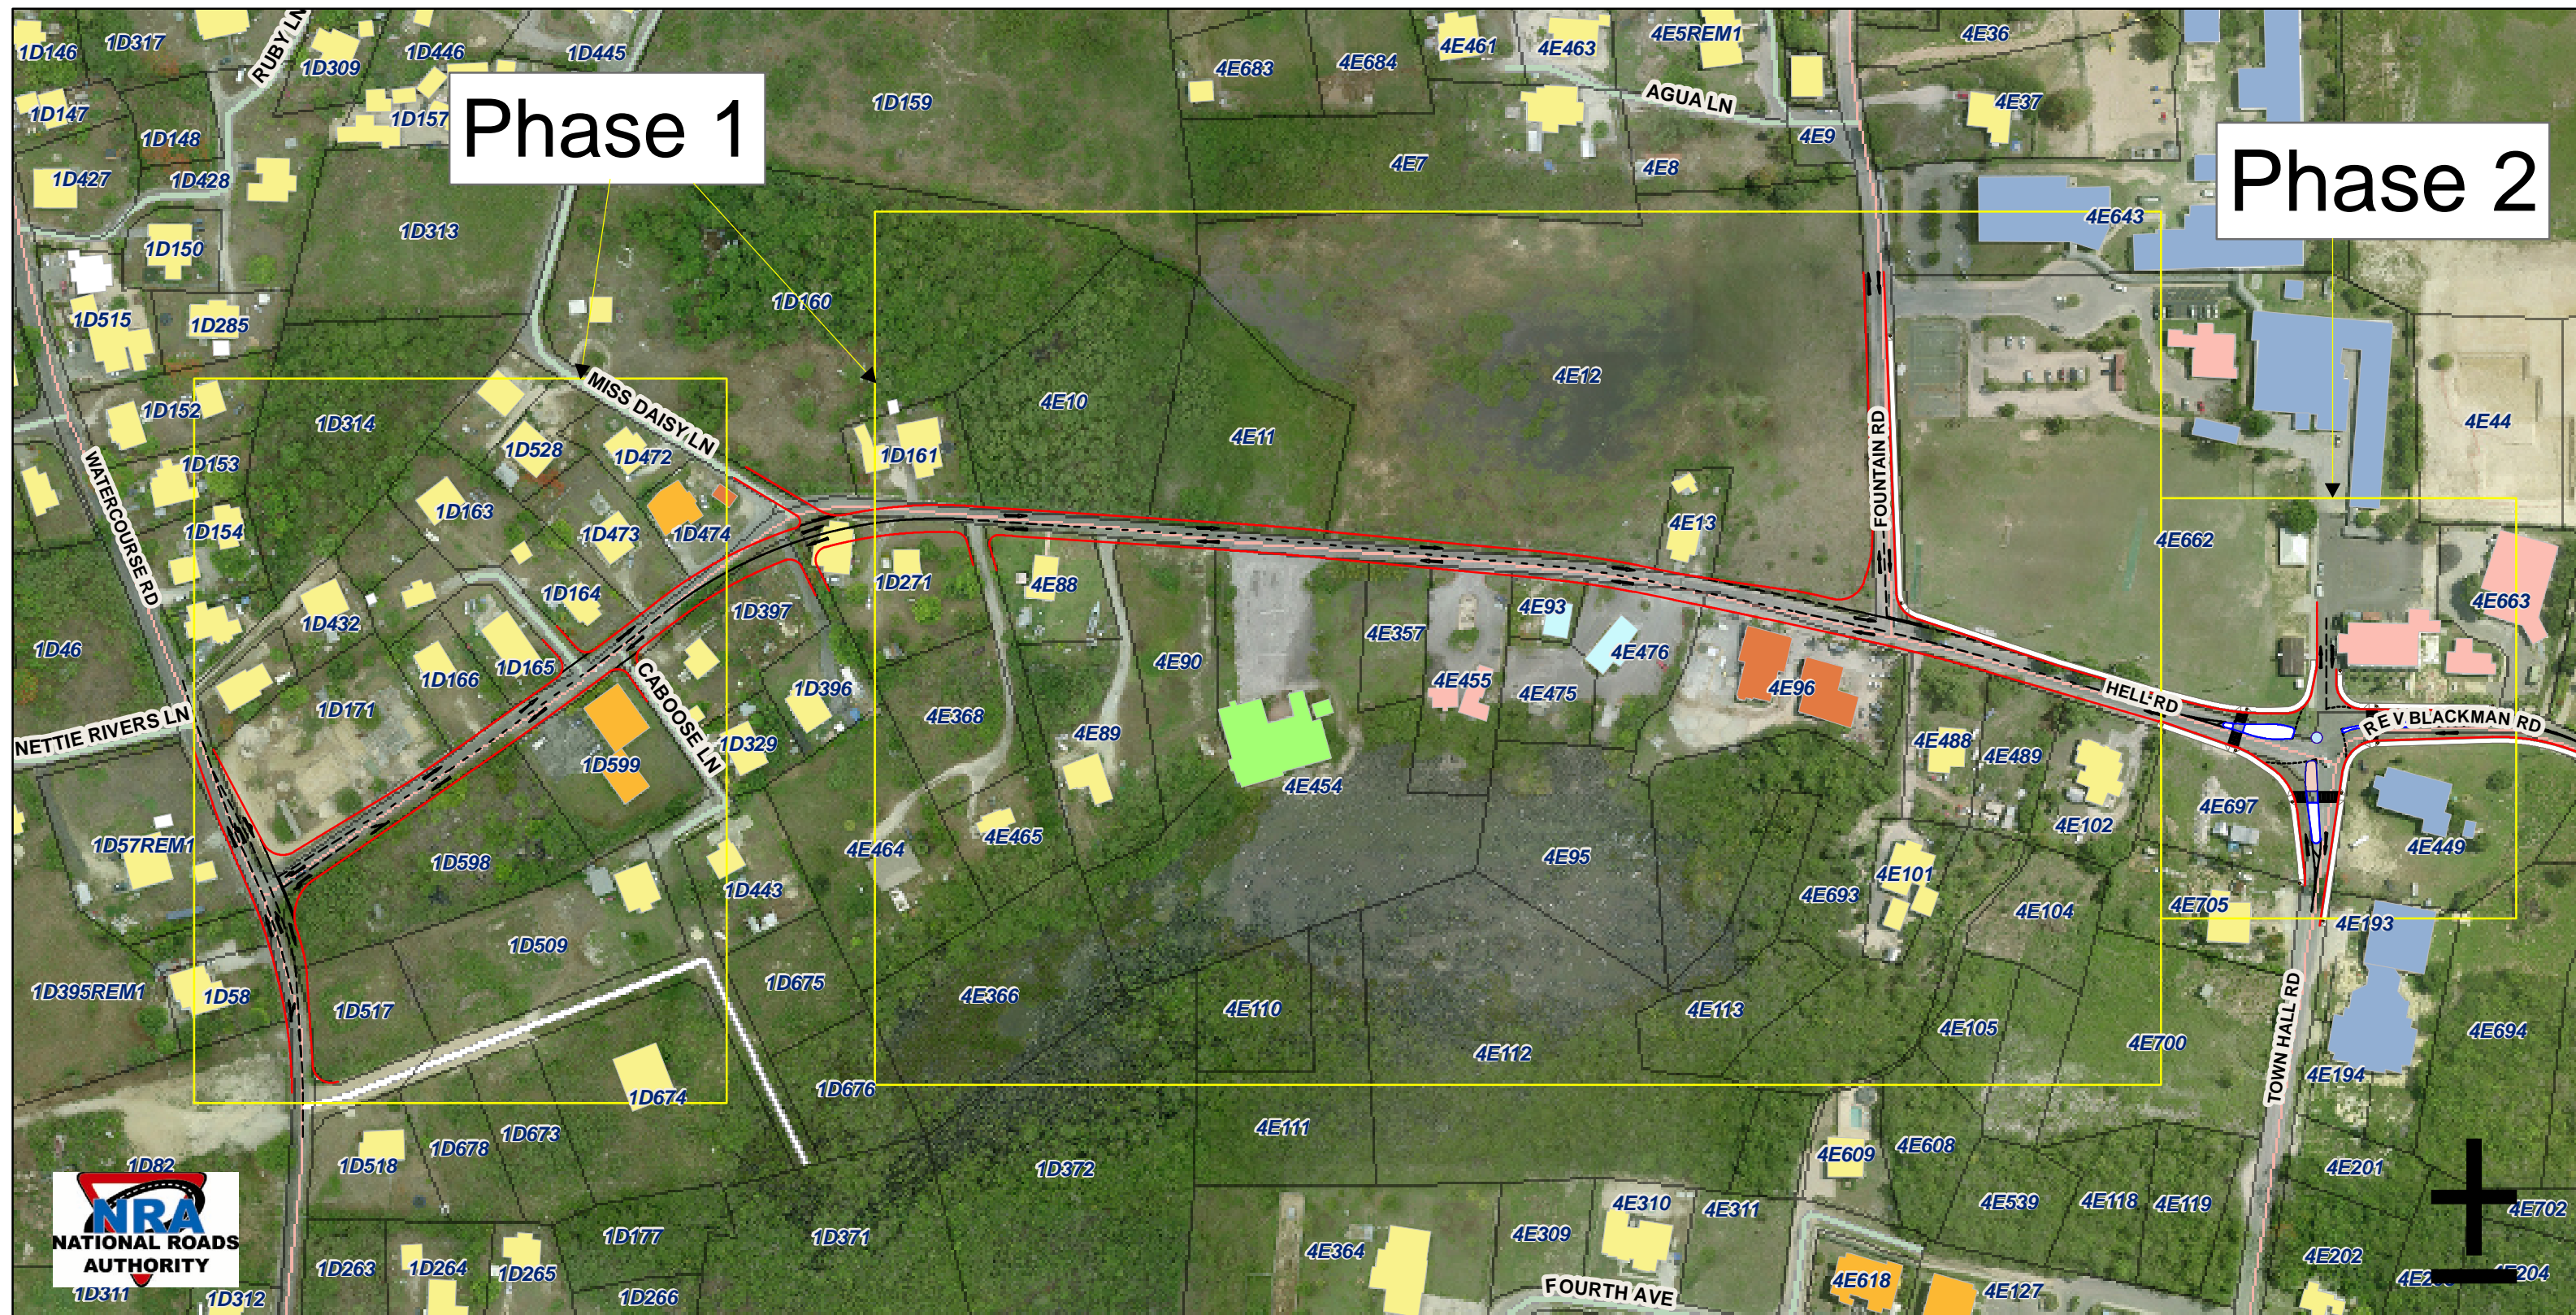 1D146
1D317
1D446
1D445
RUBY LN
1D309
1D147
1D148
1D157
1D427
1D428
1D150
1D313
1D515
1D285
Phase 1
1D159
1D160
4E683
4E684
4E461
4E463
4E5REM1
4E36
AGUA LN
4E37
4E9
4E7
4E8
4E643
Phase 2
1D152
1D314
MISS DAISY LN
1D528
1D472
1D153
WATERCOURSE RD
1D163
1D154
1D473
1D474
1D161
4E10
4E11
4E12
FOUNTAIN RD
4E13
4E44
4E662
4E663
1D164
1D432
1D397
1D271
4E88
4E93
4E357
1D46
1D166
1D165
CABOOSE LN
1D396
4E90
4E455
4E475
4E476
4E96
HELL RD
REV BLACKMAN RD
NETTIE RIVERS LN
1D171
1D599
1D329
4E368
4E89
4E454
4E488
4E489
4E697
4E102
4E449
1D57REM1
1D598
1D443
4E464
4E465
4E95
4E693
4E101
4E104
4E705
4E193
1D509
1D395REM1
1D58
1D517
1D675
4E366
4E110
4E112
4E113
4E105
4E700
TOWN HALL RD
4E194
4E694
1D674
1D676
1D82
1D518
1D678
1D673
1D372
4E111
4E609
4E608
4E201
NRA
NATIONAL ROADS
AUTHORITY
1D177
1D371
4E364
4E309
4E310
4E311
4E539
4E118
4E119
4E702
1D263
1D264
1D265
1D266
1D311
1D312
FOURTH AVE
4E618
4E127
4E202